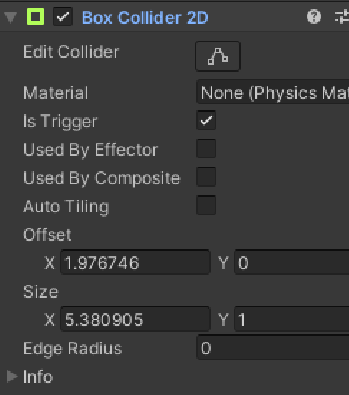 Box Collider 2D
Edit Collider
Material None (Physics Mat
Is Trigger
Used By Effector
Used By Composite
Auto Tiling
Offset
X 1.976746 Y 0
Size
X 5.380905 Y 1
Edge Radius 0
Info